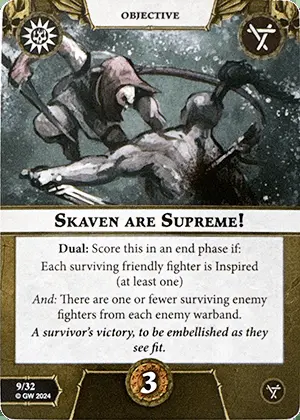 OBJECTIVE
SKAVEN ARE SUPREME!
Dual: Score this in an end phase if:
Each surviving friendly fighter is Inspired
(at least one)
And: There are one or fewer surviving enemy
fighters from each enemy warband.
A survivor's victory, to be embellished as they
see fit.
9/32
© GW 2024
3